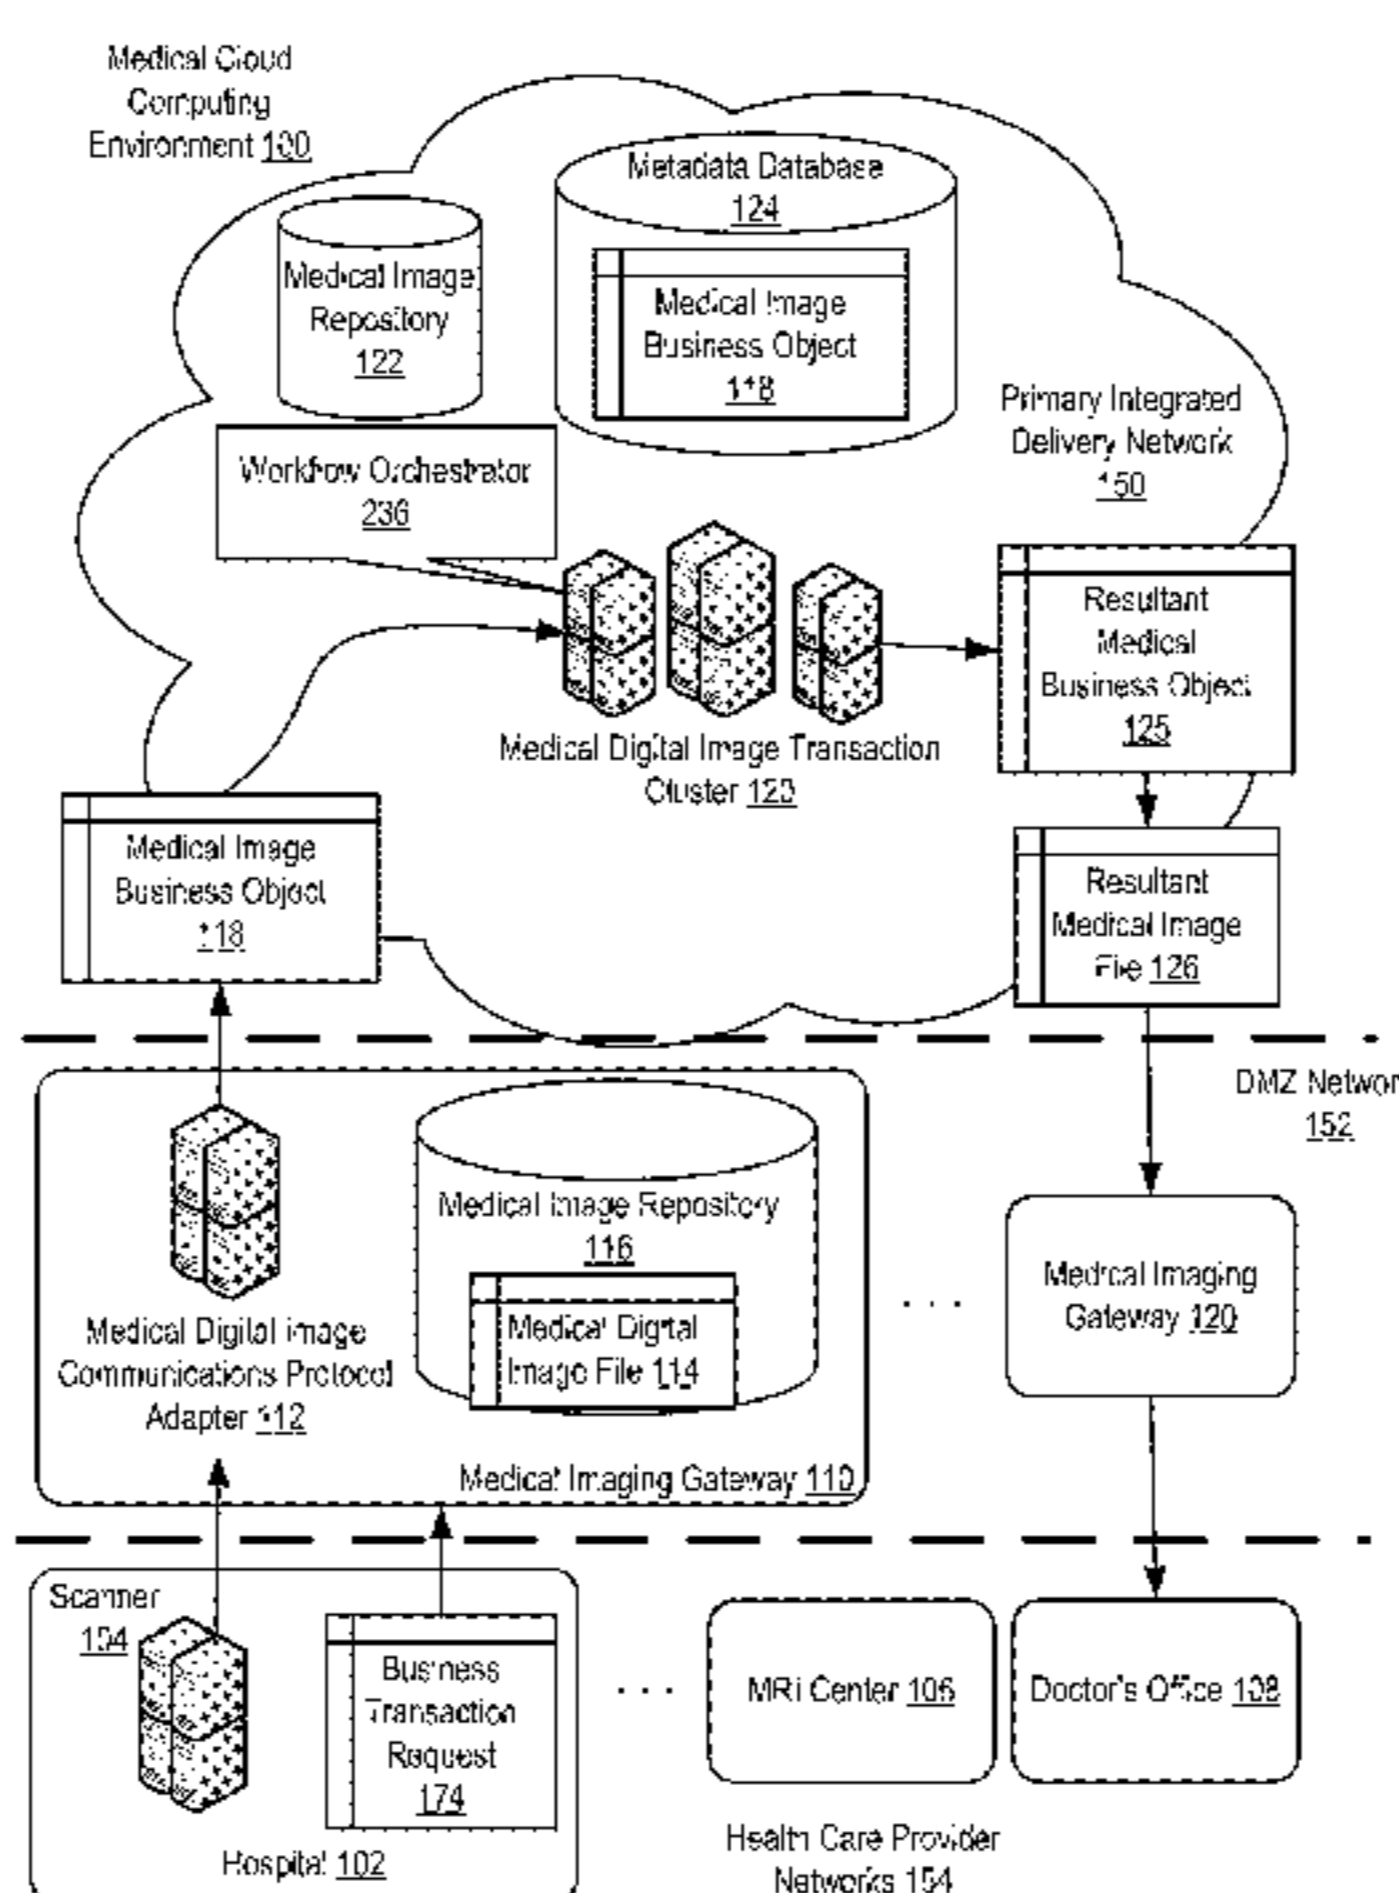 Medical Cloud
Computing
Environment 100
Metadata Database
124
Medical Image
Repository
122
Medical Image
Business Object
118
Primary Integrated
Delivery Network
150
Workflow Orchestrator
236
Resultant
Medical
Business Object
125
Medical Digital Image Transaction
Cluster 120
Medical Image
Business Object
118
Resultant
Medical Image
File 126
DMZ Networ
152
Medical Image Repository
116
Medical Digital
Image File 114
Medical Imaging
Gateway 120
. . .
Medical Digital image
Communications Protocol
Adapter 112
Medical Imaging Gateway 110
Scanner
104
Business
Transaction
Request
174
. . .
MRI Center 106
Doctor's Office 108
Hospital 102
Health Care Provider
Networks 154